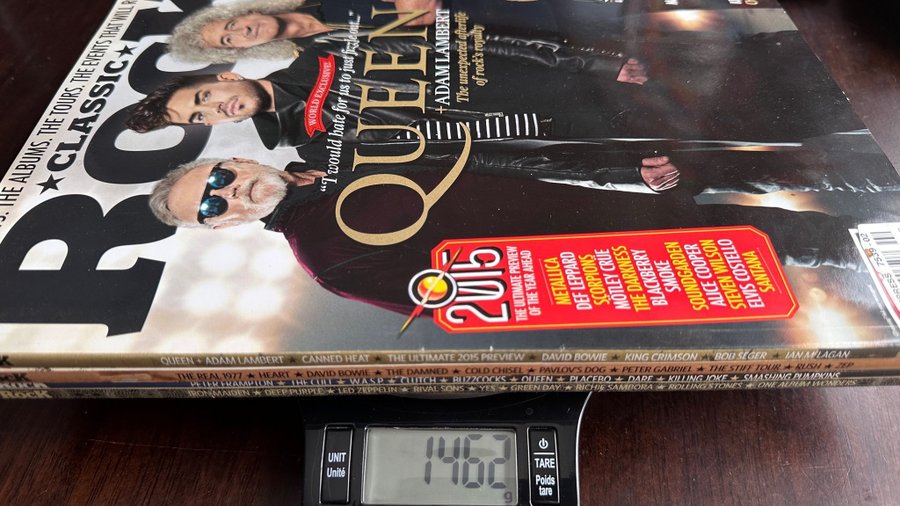 S. THE ALBUMS. THE TOURS. THE EVENTS THAT WILL R
★CLASSIC★
ROC
WORLD EXCLUSIVE!
"I would hate for us to just fizzle out."
QUEEN
+ADAM LAMBERT
The unexpected afterlife
of rock's royalty
2015
THE ULTIMATE PREVIEW
OF THE YEAR AHEAD
METALLICA
DEF LEPPARD
SCORPIONS
MÖTLEY CRÜE
THE DARKNESS
BLACKBERRY
SMOKE
SOUNDGARDEN
ALICE COOPER
STEVEN WILSON
ELVIS COSTELLO
SANTANA
02
QUEEN + ADAM LAMBERT ★ CANNED HEAT ★ THE ULTIMATE 2015 PREVIEW ★ DAVID BOWIE ★ KING CRIMSON ★ BOB SEGER ★ IAN McLAGAN
THE REAL 1977 ★ HEART ★ DAVID BOWIE ★ THE DAMNED ★ COLD CHISEL ★ PAVLOV'S DOG ★ PETER GABRIEL ★ THE STIFF TOUR ★ RUSH ★ ZEP
PETER FRAMPTON ★ THE CULT ★ W.A.S.P. ★ CLUTCH ★ BUZZCOCKS ★ QUEEN ★ PLACEBO ★ DARE ★ KILLING JOKE ★ SMASHING PUMPKINS
ROCK IRON MAIDEN ★ DEEP PURPLE ★ LED ZEPPELIN ★ RIVAL SONS ★ YES ★ GREEN DAY ★ RICHIE SAMBORA ★ ROLLING STONES ★ ONE ALBUM WONDERS
UNIT
Unité
1462
g
TARE
Poids
tare